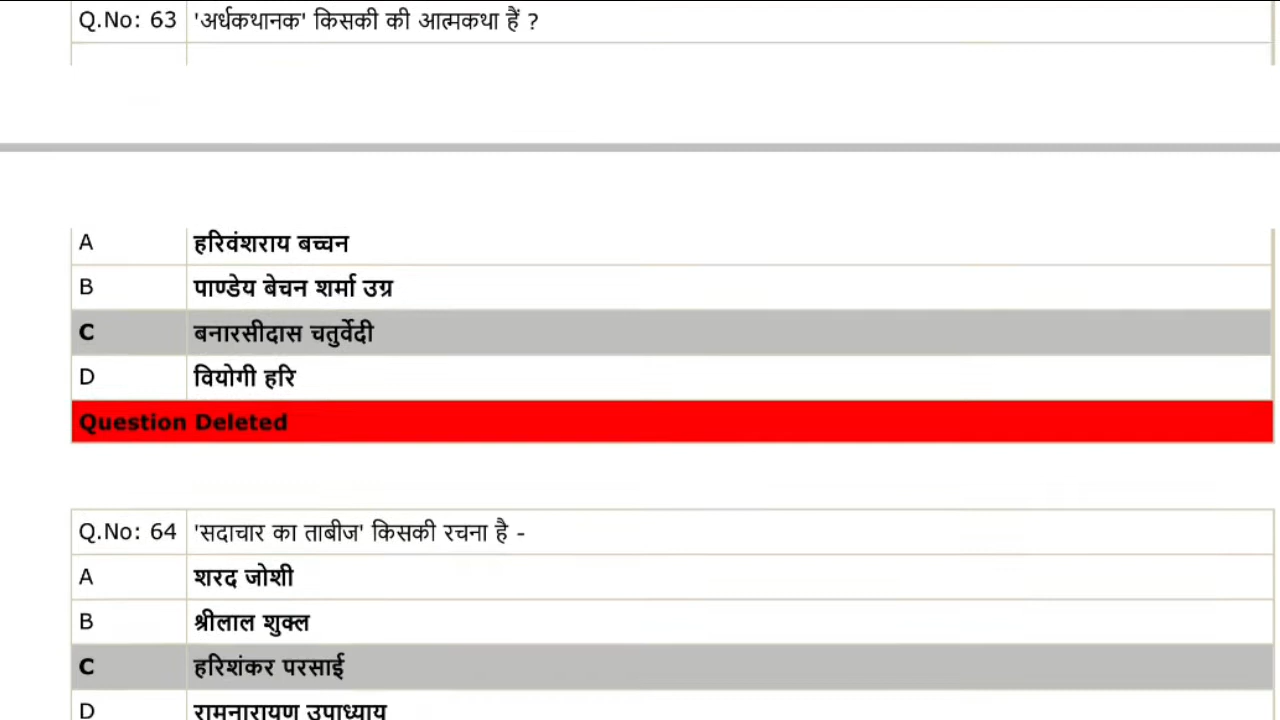 Q.No: 63 'अर्धकथानक' किसकी की आत्मकथा हैं ?
A हरिवंशराय बच्चन
B पाण्डेय बेचन शर्मा उग्र
C बनारसीदास चतुर्वेदी
D वियोगी हरि
Question Deleted
Q.No: 64 'सदाचार का ताबीज' किसकी रचना है -
A शरद जोशी
B श्रीलाल शुक्ल
C हरिशंकर परसाई
D रामनारायण उपाध्याय